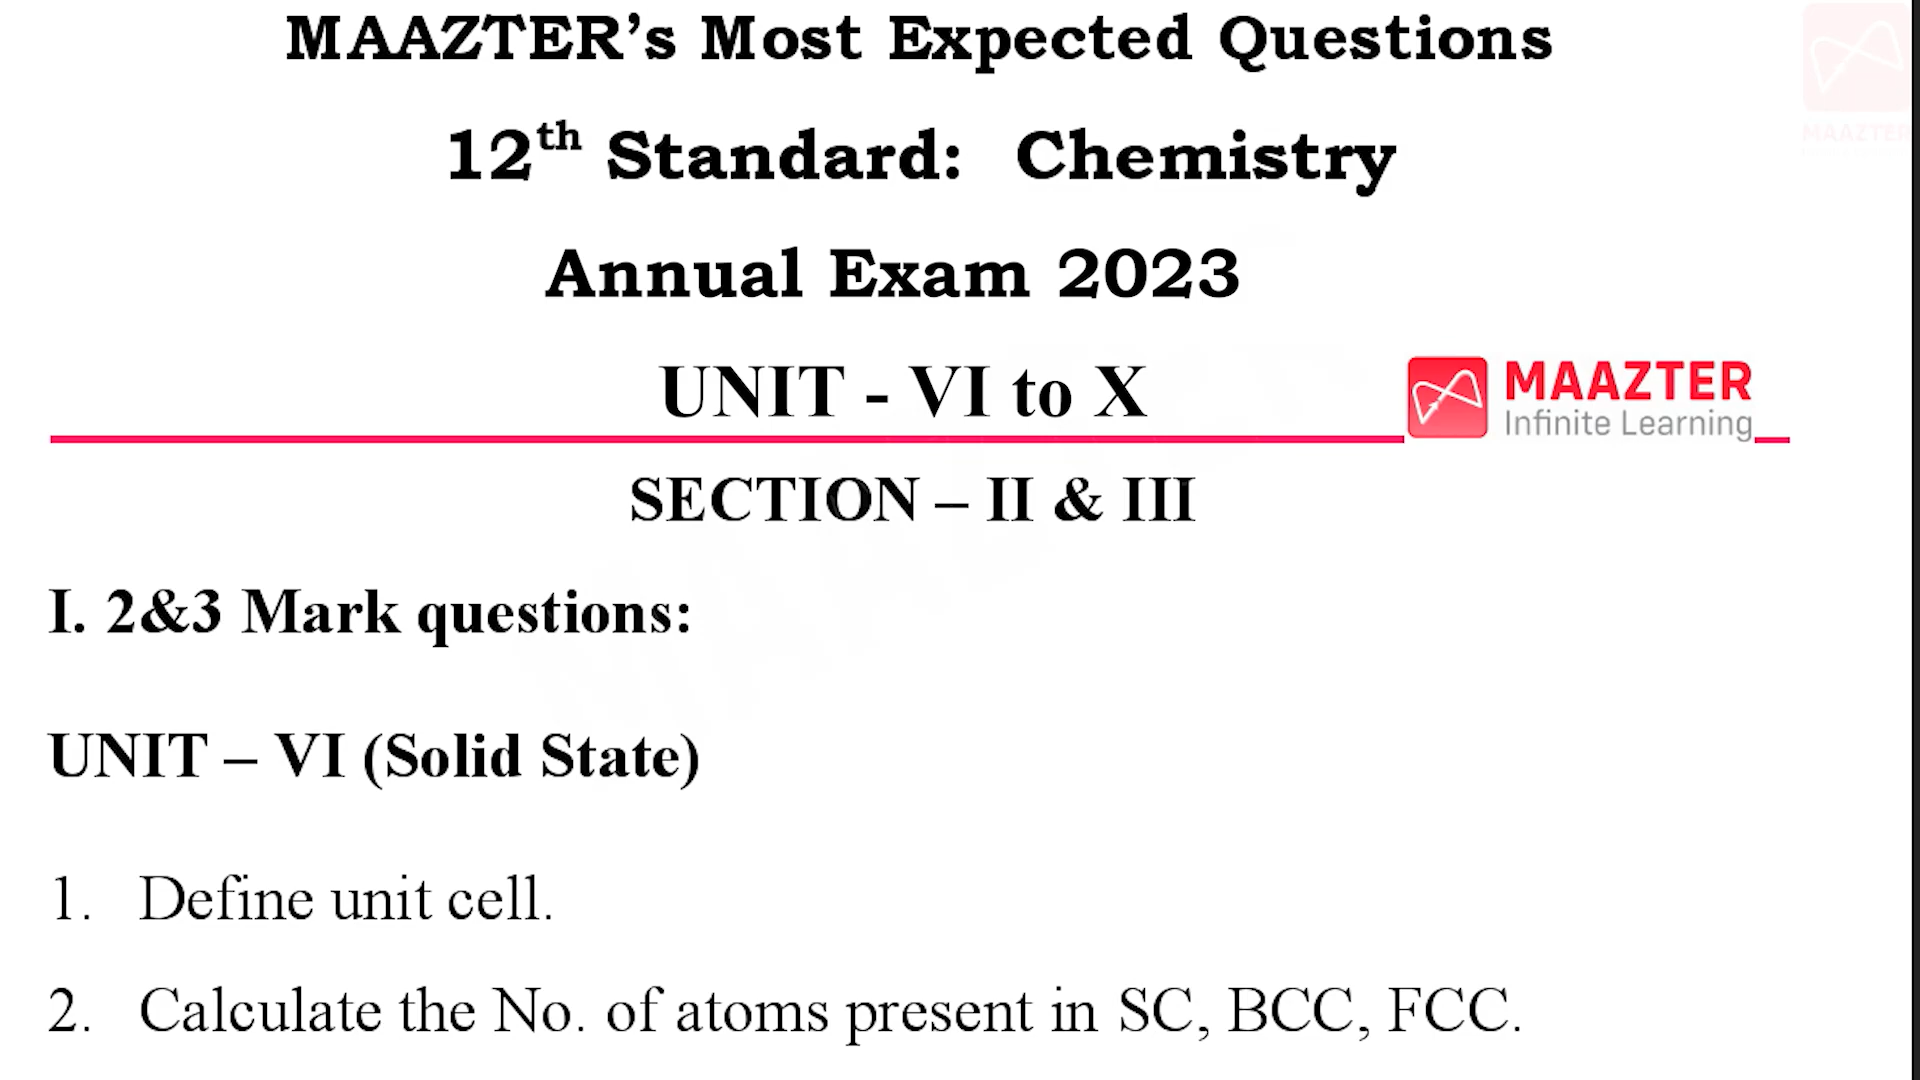 MAAZTER’s Most Expected Questions
12th Standard: Chemistry
Annual Exam 2023
UNIT - VI to X
MAAZTER
Infinite Learning
SECTION – II & III
I. 2&3 Mark questions:
UNIT – VI (Solid State)
1. Define unit cell.
2. Calculate the No. of atoms present in SC, BCC, FCC.
MAAZTER